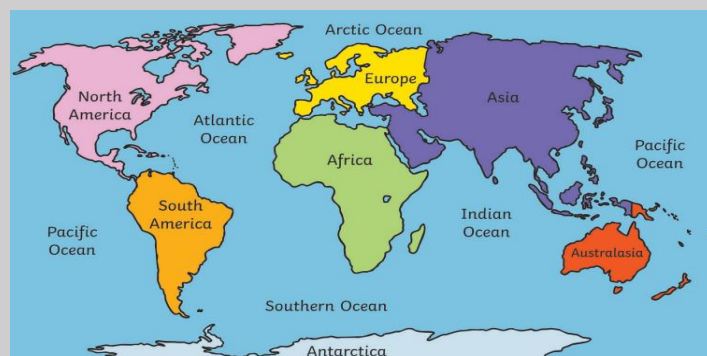 Arctic Ocean
Europe
Asia
North
America
Atlantic
Ocean
Pacific
Ocean
Africa
South
America
Indian
Ocean
Pacific
Ocean
Australasia
Southern Ocean
Antarctica